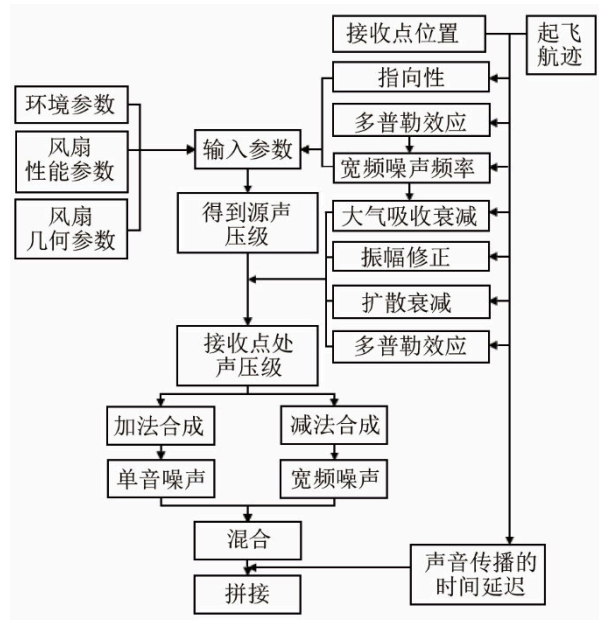 接收点位置
起飞
航迹
指向性
环境参数
多普勒效应
风扇
性能参数
输入参数
宽频噪声频率
风扇
几何参数
得到源声
压级
大气吸收衰减
振幅修正
扩散衰减
接收点处
声压级
多普勒效应
加法合成
减法合成
单音噪声
宽频噪声
混合
声音传播的
时间延迟
拼接